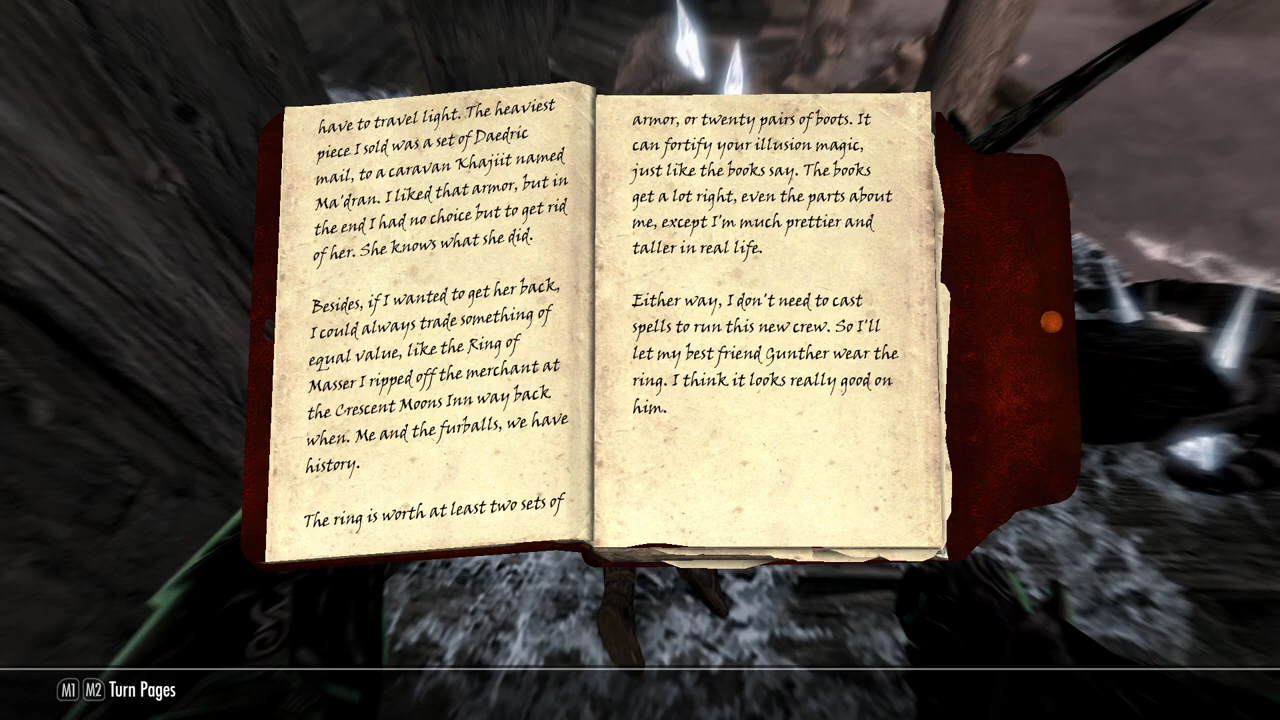 have to travel light. The heaviest
piece I sold was a set of Daedric
mail, to a caravan Khajiit named
Ma'dran. I liked that armor, but in
the end I had no choice but to get rid
of her. She knows what she did.
Besides, if I wanted to get her back,
I could always trade something of
equal value, like the Ring of
Masser I ripped off the merchant at
the Crescent Moons Inn way back
when. Me and the furballs, we have
history.
The ring is worth at least two sets of
armor, or twenty pairs of boots. It
can fortify your illusion magic,
just like the books say. The books
get a lot right, even the parts about
me, except I'm much prettier and
taller in real life.
Either way, I don't need to cast
spells to run this new crew. So I'll
let my best friend Gunther wear the
ring. I think it looks really good on
him.
M1 M2 Turn Pages